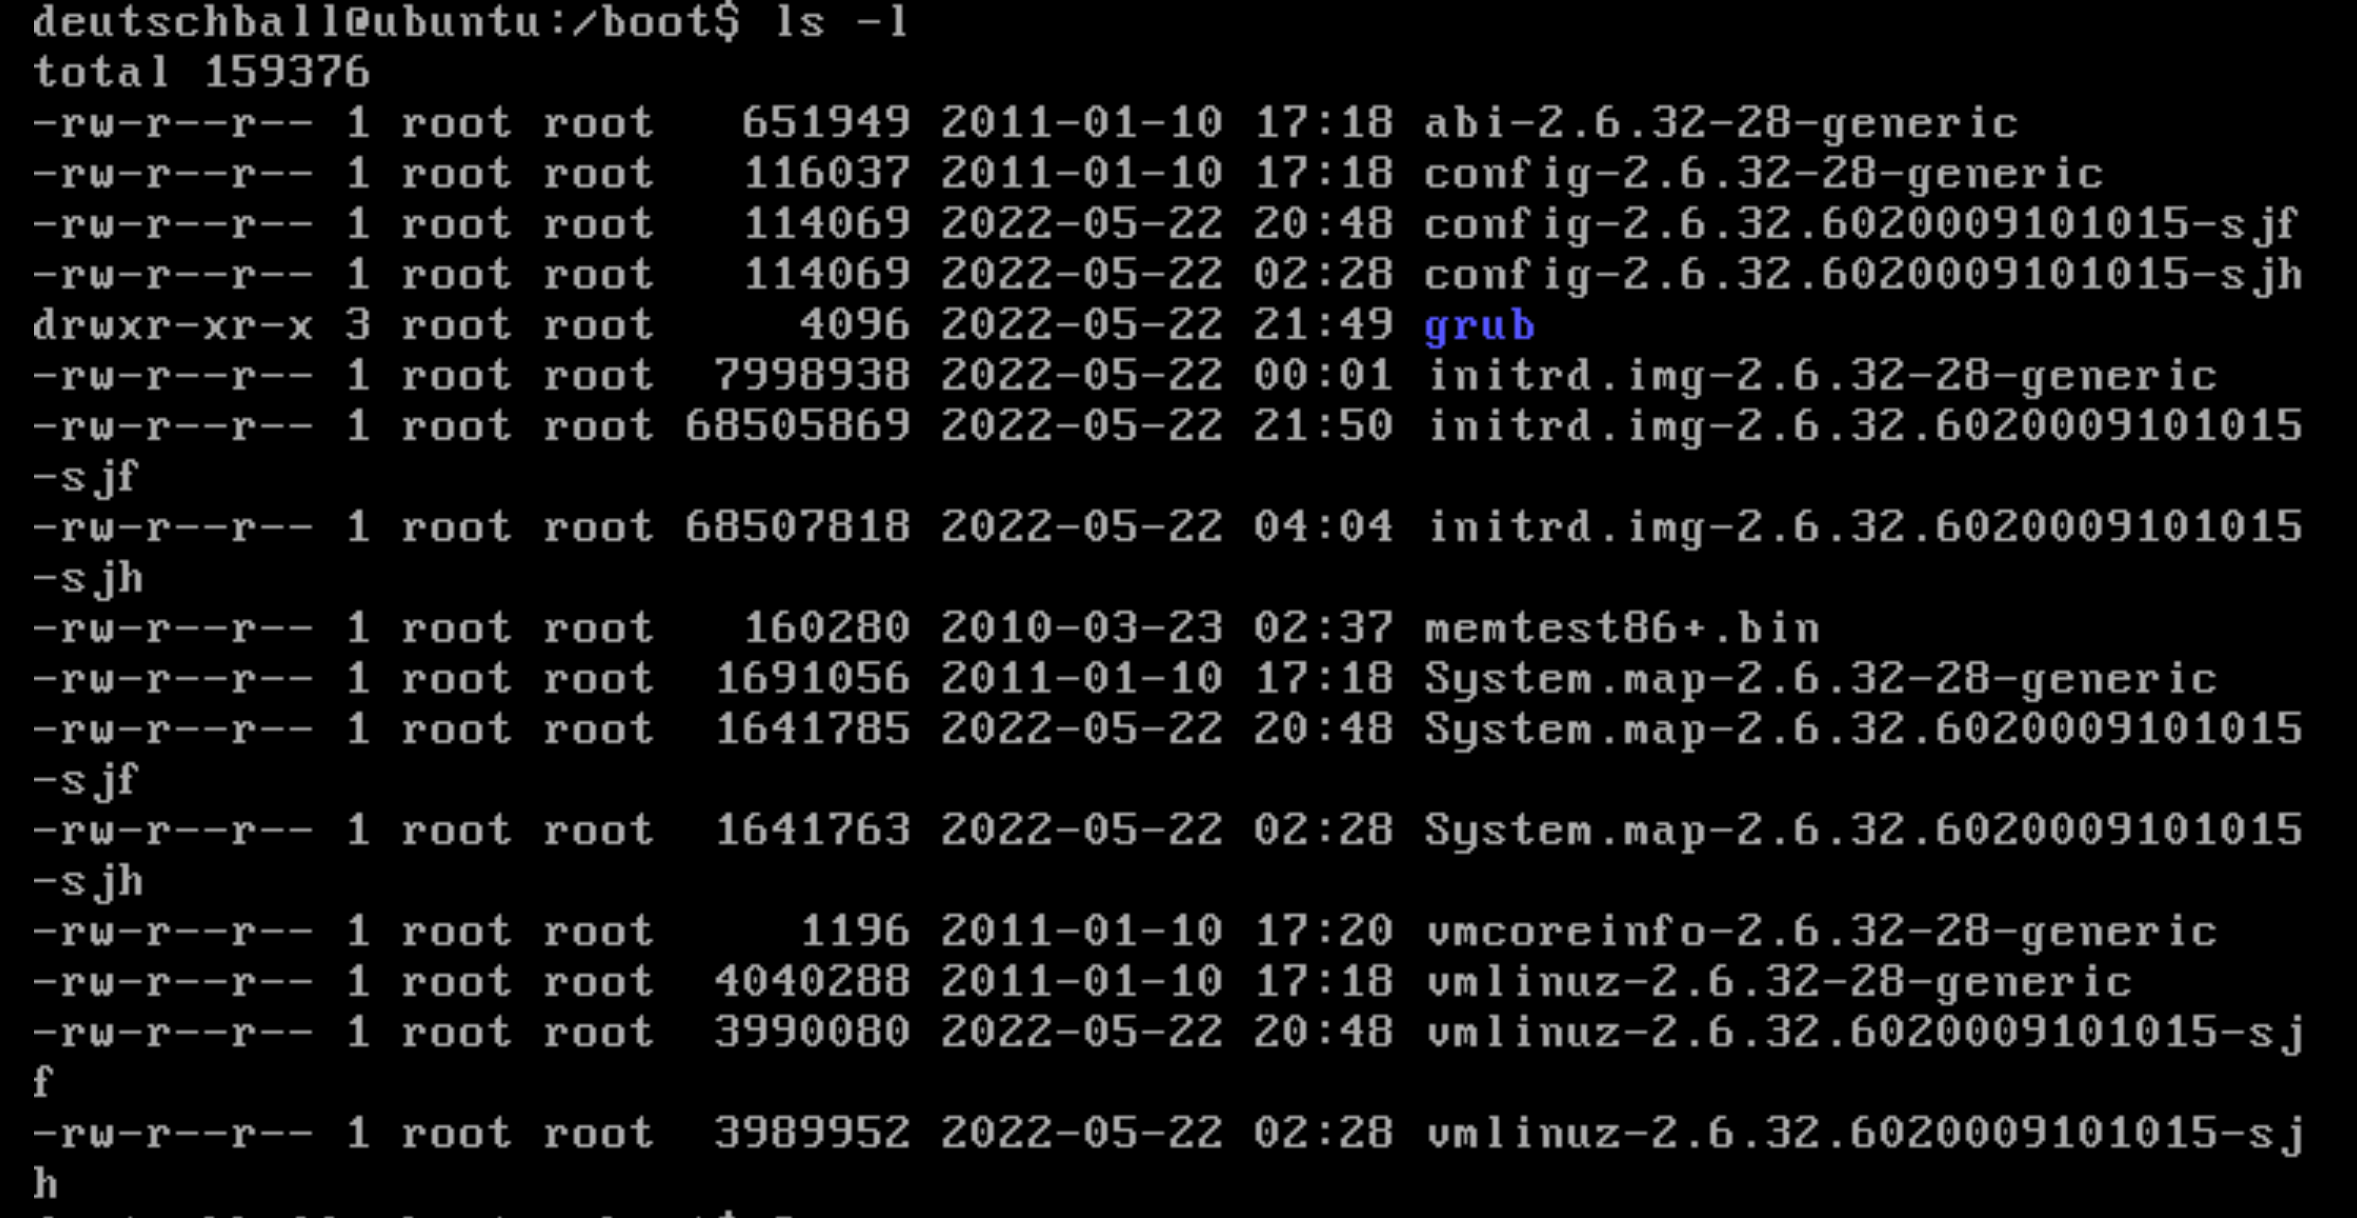 deutschball@ubuntu:/boot$ ls -l
total 159376
-rw-r--r-- 1 root root   651949 2011-01-10 17:18 abi-2.6.32-28-generic
-rw-r--r-- 1 root root   116037 2011-01-10 17:18 config-2.6.32-28-generic
-rw-r--r-- 1 root root   114069 2022-05-22 20:48 config-2.6.32.6020009101015-sjf
-rw-r--r-- 1 root root   114069 2022-05-22 02:28 config-2.6.32.6020009101015-sjh
drwxr-xr-x 3 root root     4096 2022-05-22 21:49 grub
-rw-r--r-- 1 root root  7998938 2022-05-22 00:01 initrd.img-2.6.32-28-generic
-rw-r--r-- 1 root root 68505869 2022-05-22 21:50 initrd.img-2.6.32.6020009101015
-sjf
-rw-r--r-- 1 root root 68507818 2022-05-22 04:04 initrd.img-2.6.32.6020009101015
-sjh
-rw-r--r-- 1 root root   160280 2010-03-23 02:37 memtest86+.bin
-rw-r--r-- 1 root root  1691056 2011-01-10 17:18 System.map-2.6.32-28-generic
-rw-r--r-- 1 root root  1641785 2022-05-22 20:48 System.map-2.6.32.6020009101015
-sjf
-rw-r--r-- 1 root root  1641763 2022-05-22 02:28 System.map-2.6.32.6020009101015
-sjh
-rw-r--r-- 1 root root     1196 2011-01-10 17:20 vmcoreinfo-2.6.32-28-generic
-rw-r--r-- 1 root root  4040288 2011-01-10 17:18 vmlinuz-2.6.32-28-generic
-rw-r--r-- 1 root root  3990080 2022-05-22 20:48 vmlinuz-2.6.32.6020009101015-sj
f
-rw-r--r-- 1 root root  3989952 2022-05-22 02:28 vmlinuz-2.6.32.6020009101015-sj
h